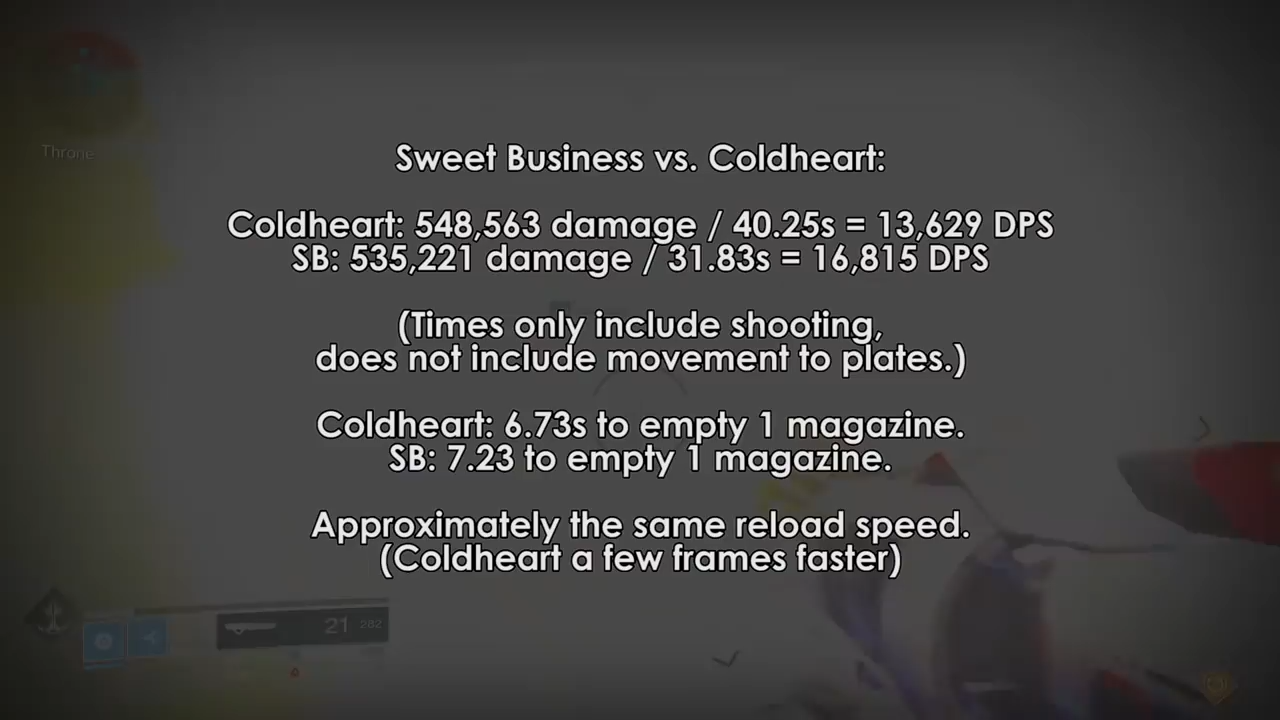 Throne
Sweet Business vs. Coldheart:
Coldheart: 548,563 damage / 40.25s = 13,629 DPS
SB: 535,221 damage / 31.83s = 16,815 DPS
(Times only include shooting,
does not include movement to plates.)
Coldheart: 6.73s to empty 1 magazine.
SB: 7.23 to empty 1 magazine.
Approximately the same reload speed.
(Coldheart a few frames faster)
21 282